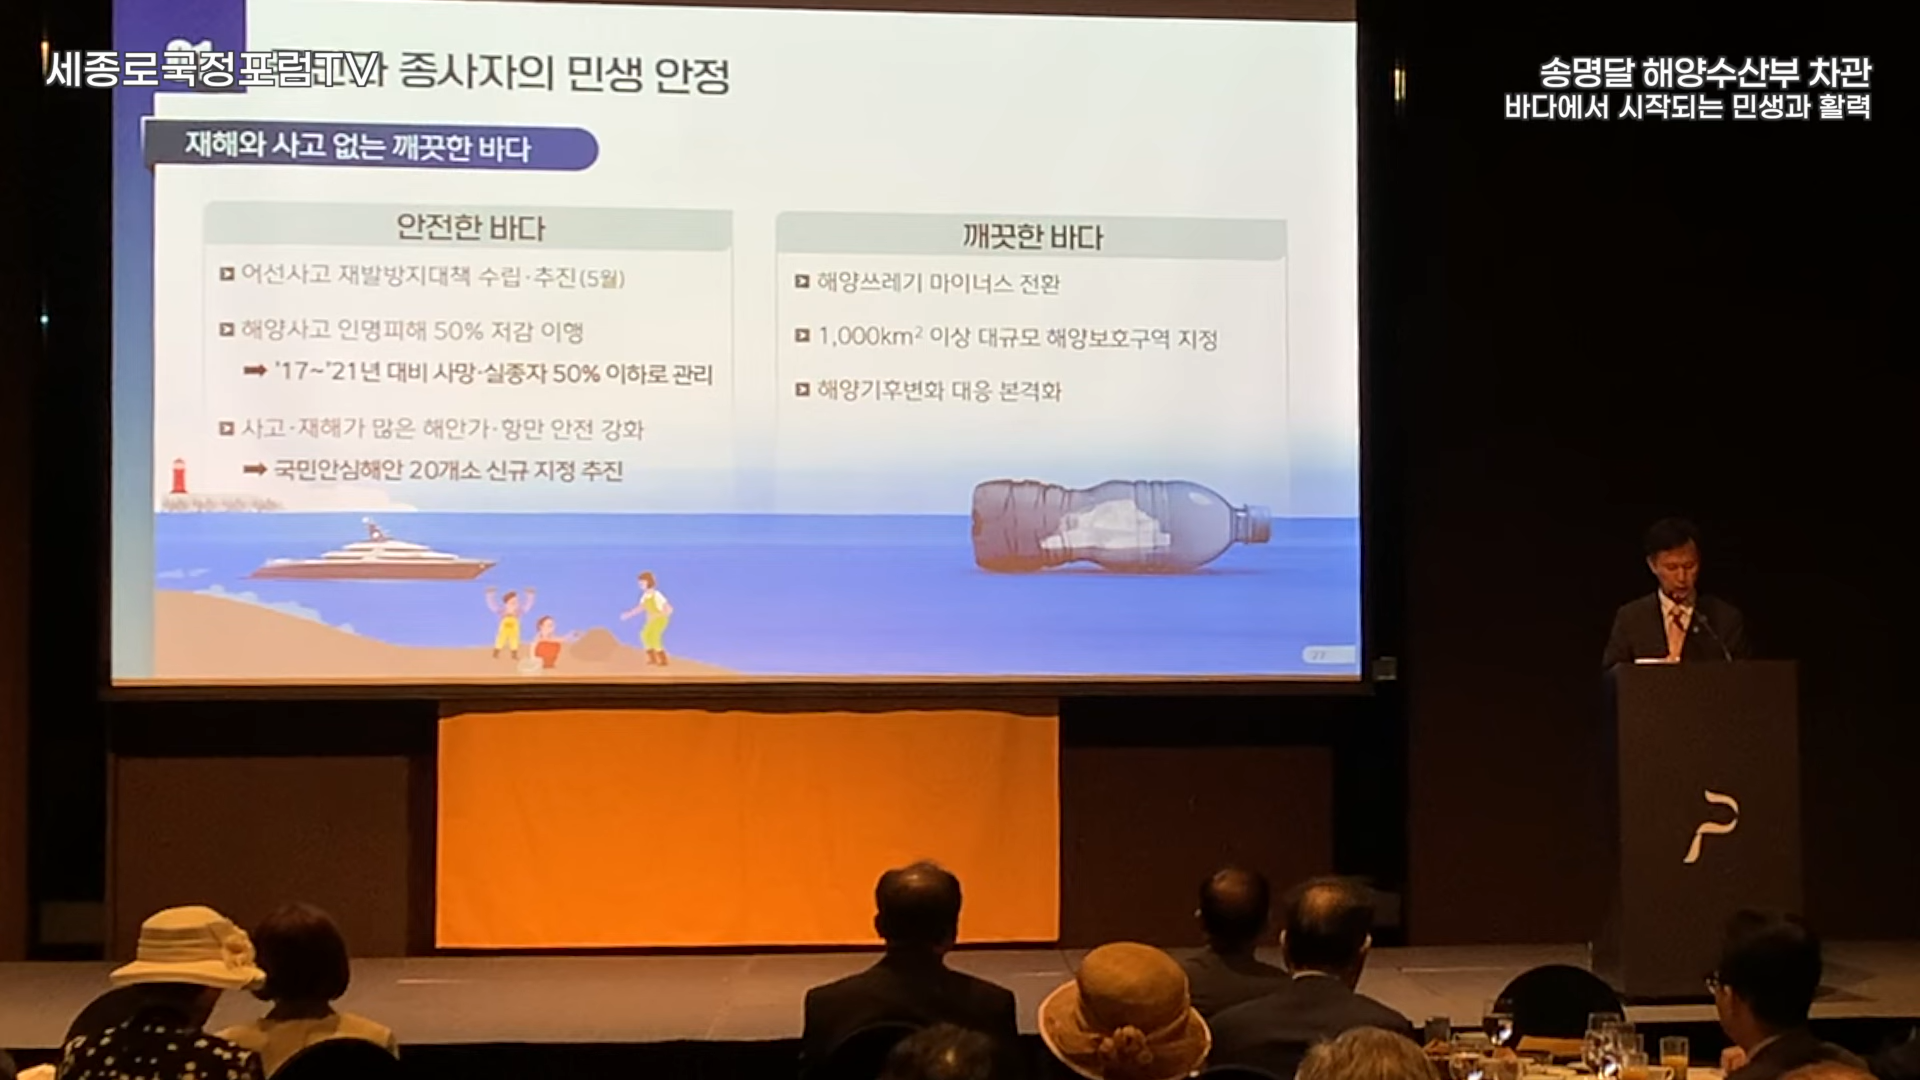 세종로국정포럼TV
종사자의 민생 안정
송명달 해양수산부 차관
바다에서 시작되는 민생과 활력
재해와 사고 없는 깨끗한 바다
안전한 바다
어선사고 재발방지대책 수립·추진(5월)
해양사고 인명피해 50% 저감 이행
➡ '17~'21년 대비 사망·실종자 50% 이하로 관리
사고·재해가 많은 해안가·항만 안전 강화
➡ 국민안심해안 20개소 신규 지정 추진
깨끗한 바다
해양쓰레기 마이너스 전환
1,000km² 이상 대규모 해양보호구역 지정
해양기후변화 대응 본격화
27